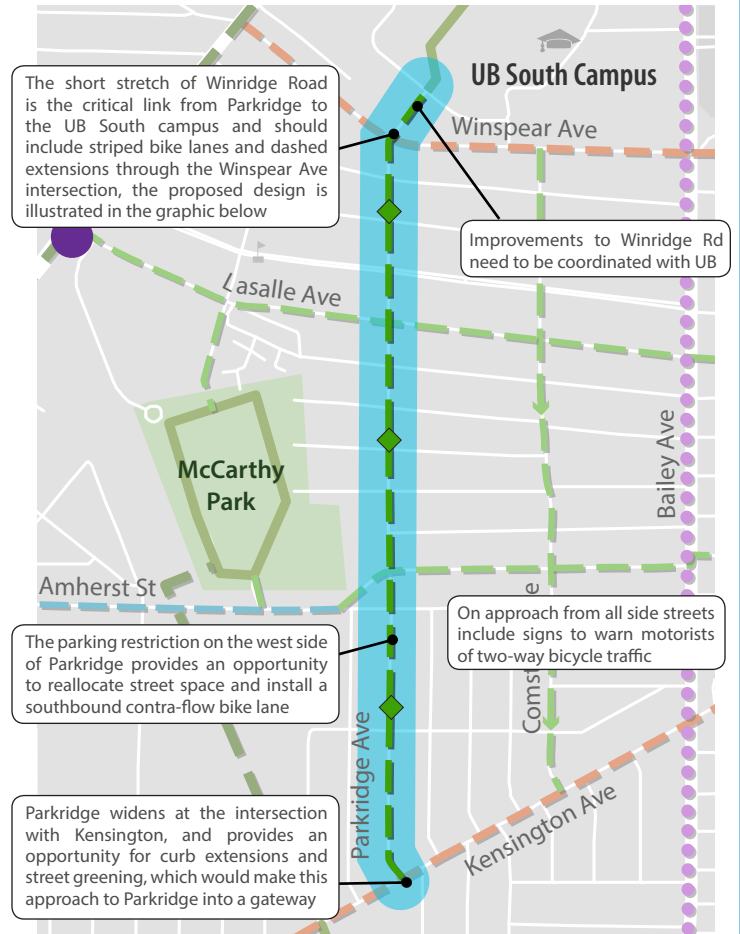 The short stretch of Winridge Road
is the critical link from Parkridge to
the UB South campus and should
include striped bike lanes and dashed
extensions through the Winspear Ave
intersection, the proposed design is
illustrated in the graphic below
UB South Campus
Winspear Ave
Improvements to Winridge Rd
need to be coordinated with UB
Lasalle Ave
McCarthy
Park
Bailey Ave
Amherst St
On approach from all side streets
include signs to warn motorists
of two-way bicycle traffic
The parking restriction on the west side
of Parkridge provides an opportunity
to reallocate street space and install a
southbound contra-flow bike lane
Parkridge Ave
Kensington Ave
Parkridge widens at the intersection
with Kensington, and provides an
opportunity for curb extensions and
street greening, which would make this
approach to Parkridge into a gateway